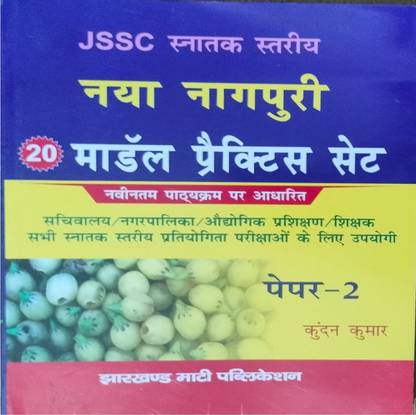 JSSC स्नातक स्तरीय
नया नागपुरी
20 माडॅल प्रैक्टिस सेट
नवीनतम पाठ्यक्रम पर आधारित
सचिवालय/नगरपालिका/औद्योगिक प्रशिक्षण/शिक्षक
सभी स्नातक स्तरीय प्रतियोगिता परीक्षाओं के लिए उपयोगी
पेपर-2
कुंदन कुमार
झारखण्ड माटी पब्लिकेशन